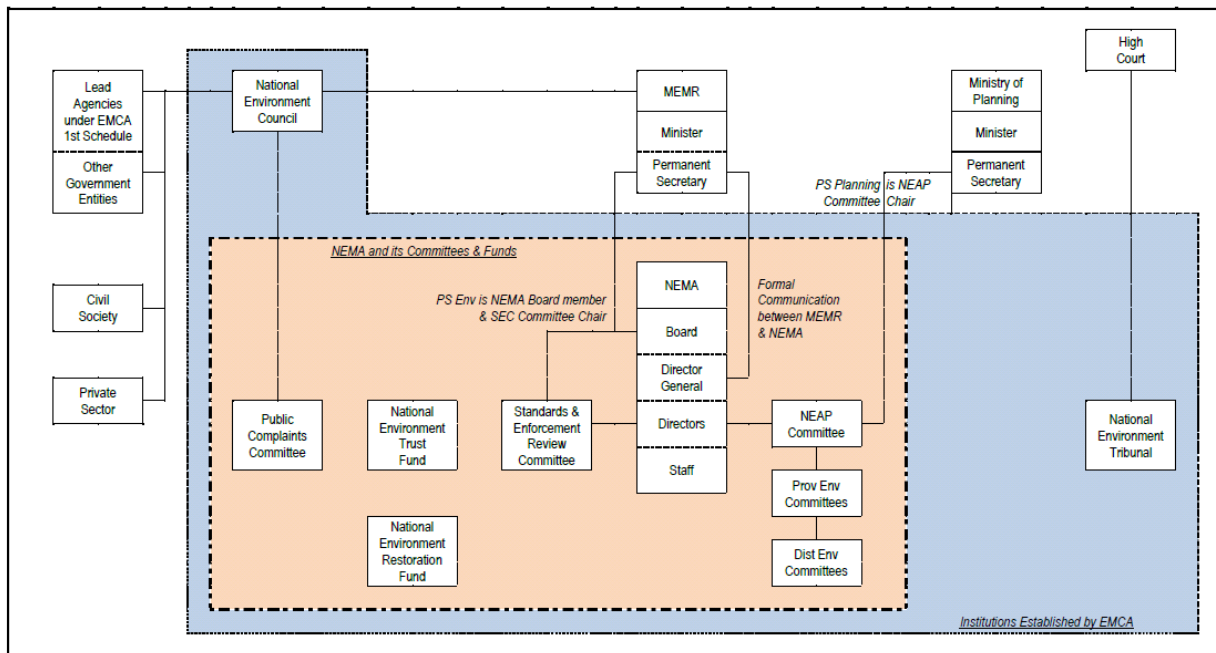 High
Court
Lead
Agencies
under EMCA
1st Schedule
Other
Government
Entities
National
Environment
Council
MEMR
Minister
Permanent
Secretary
Ministry of
Planning
Minister
Permanent
Secretary
PS Planning is NEAP
Committee Chair
NEMA and its Committees & Funds
Civil
Society
PS Env is NEMA Board member
& SEC Committee Chair
NEMA
Board
Director
General
Directors
Staff
Formal
Communication
between MEMR
& NEMA
Private
Sector
Public
Complaints
Committee
National
Environment
Trust
Fund
Standards &
Enforcement
Review
Committee
NEAP
Committee
National
Environment
Tribunal
Prov Env
Committees
National
Environment
Restoration
Fund
Dist Env
Committees
Institutions Established by EMCA